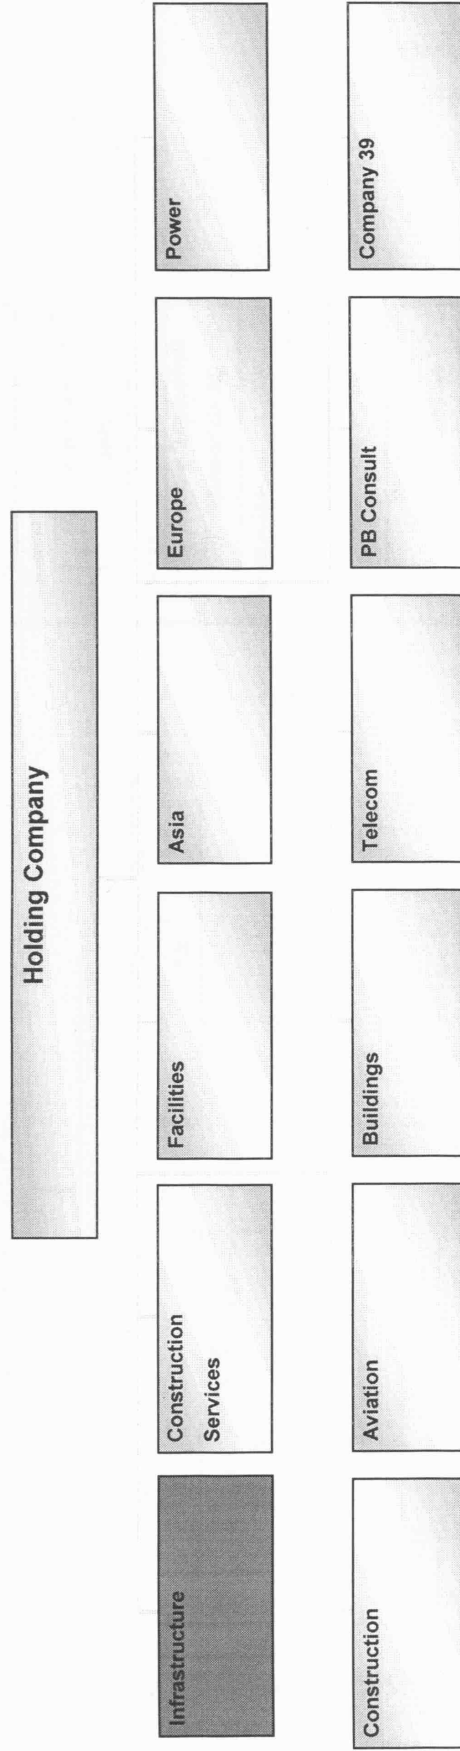 Holding Company
Infrastructure
Construction
Services
Facilities
Asia
Europe
Power
Construction
Aviation
Buildings
Telecom
PB Consult
Company 39